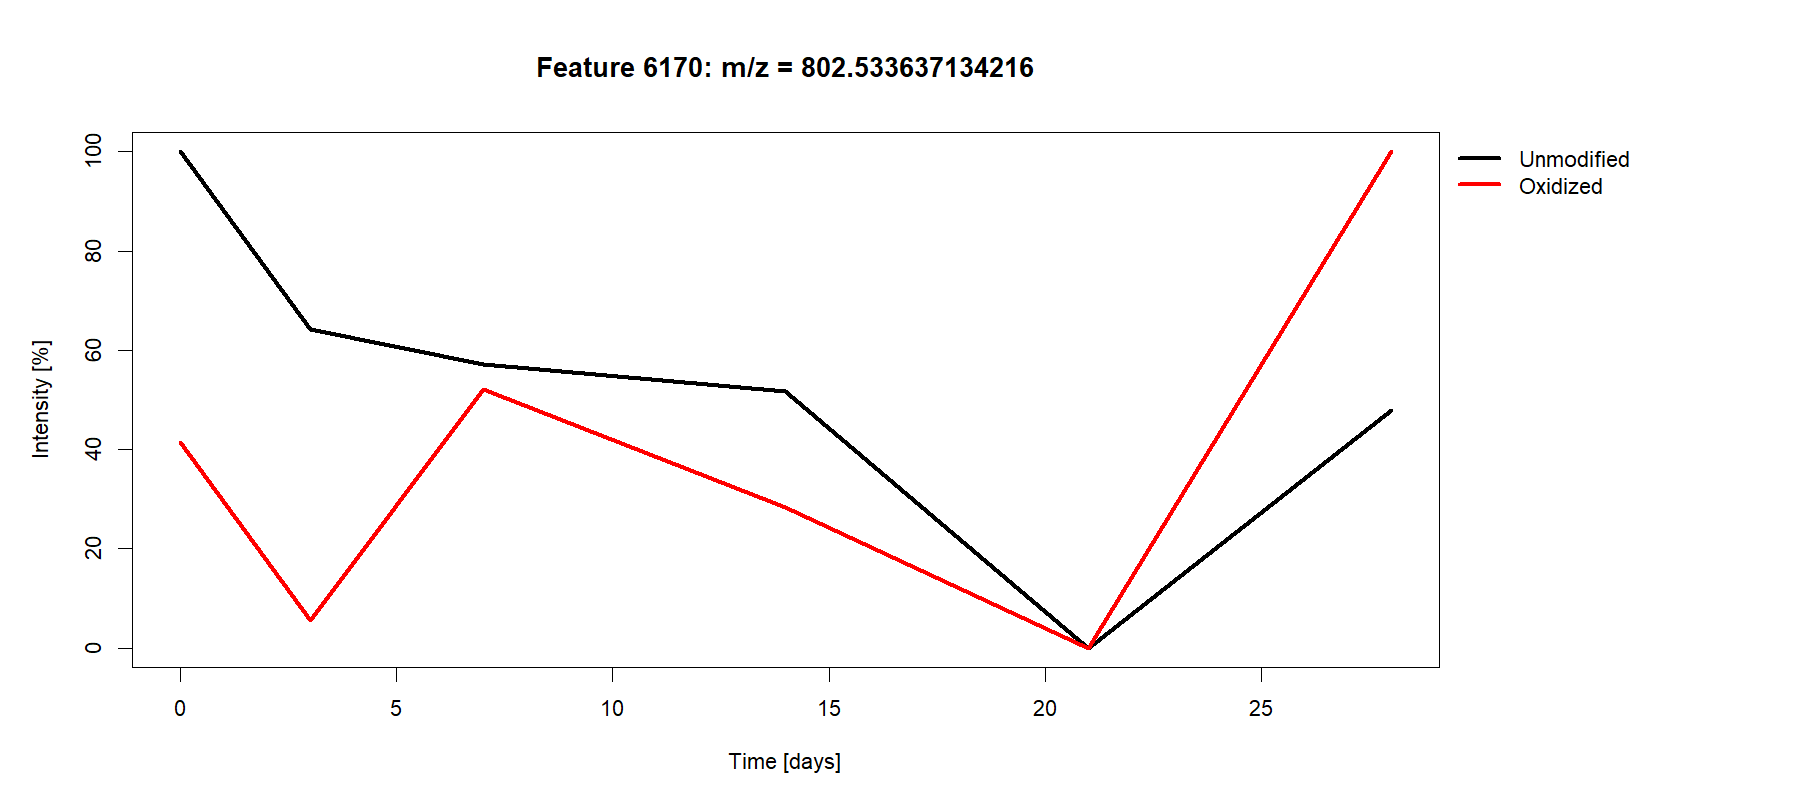 Feature 6170: m/z = 802.533637134216
Unmodified
Oxidized
Intensity [%]
100
80
60
40
20
0
0 5 10 15 20 25
Time [days]